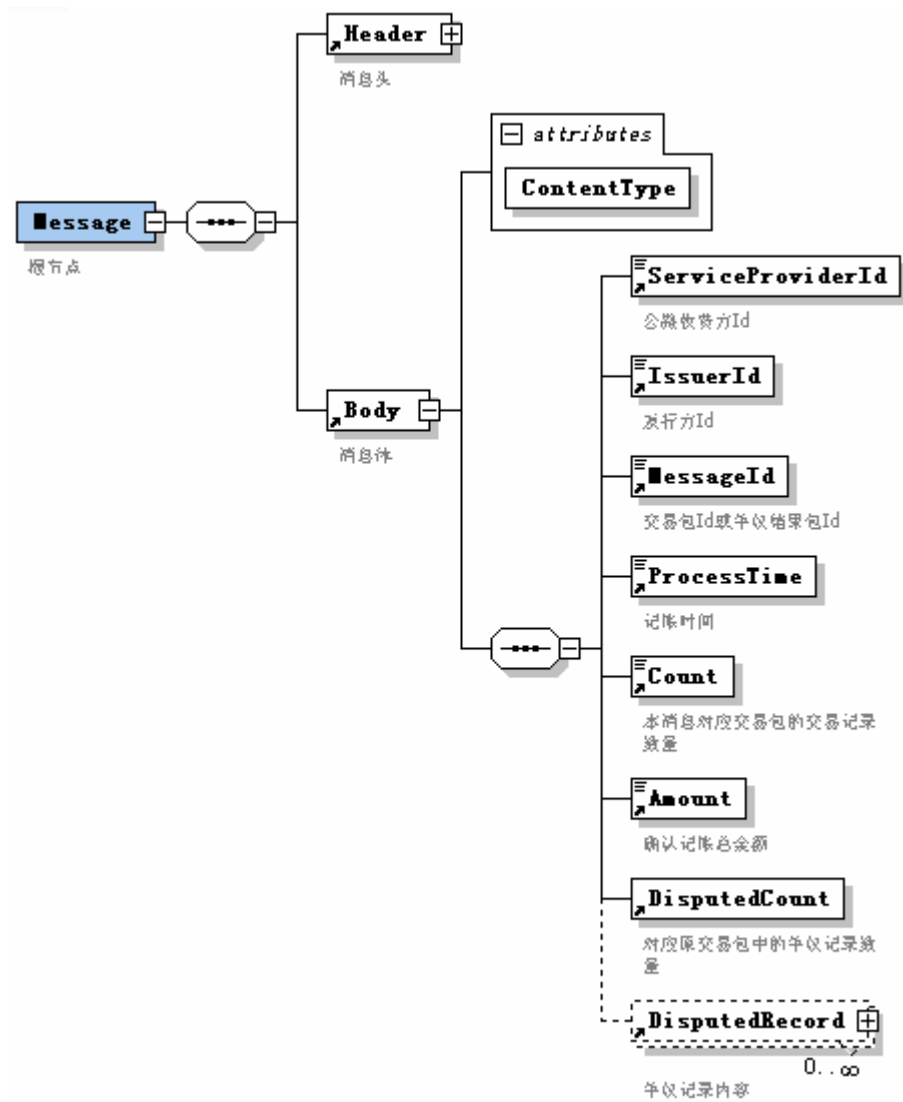 Header
消息头
attributes
ContentType
Message
根节点
ServiceProviderId
公路收费方Id
IssuerId
发行方Id
Body
消息体
MessageId
交易包Id或争议结果包Id
ProcessTime
记帐时间
Count
本消息对应交易包的交易记录
数量
Amount
确认记帐总金额
DisputedCount
对应原交易包中的争议记录数
量
DisputedRecord
0..∞
争议记录内容